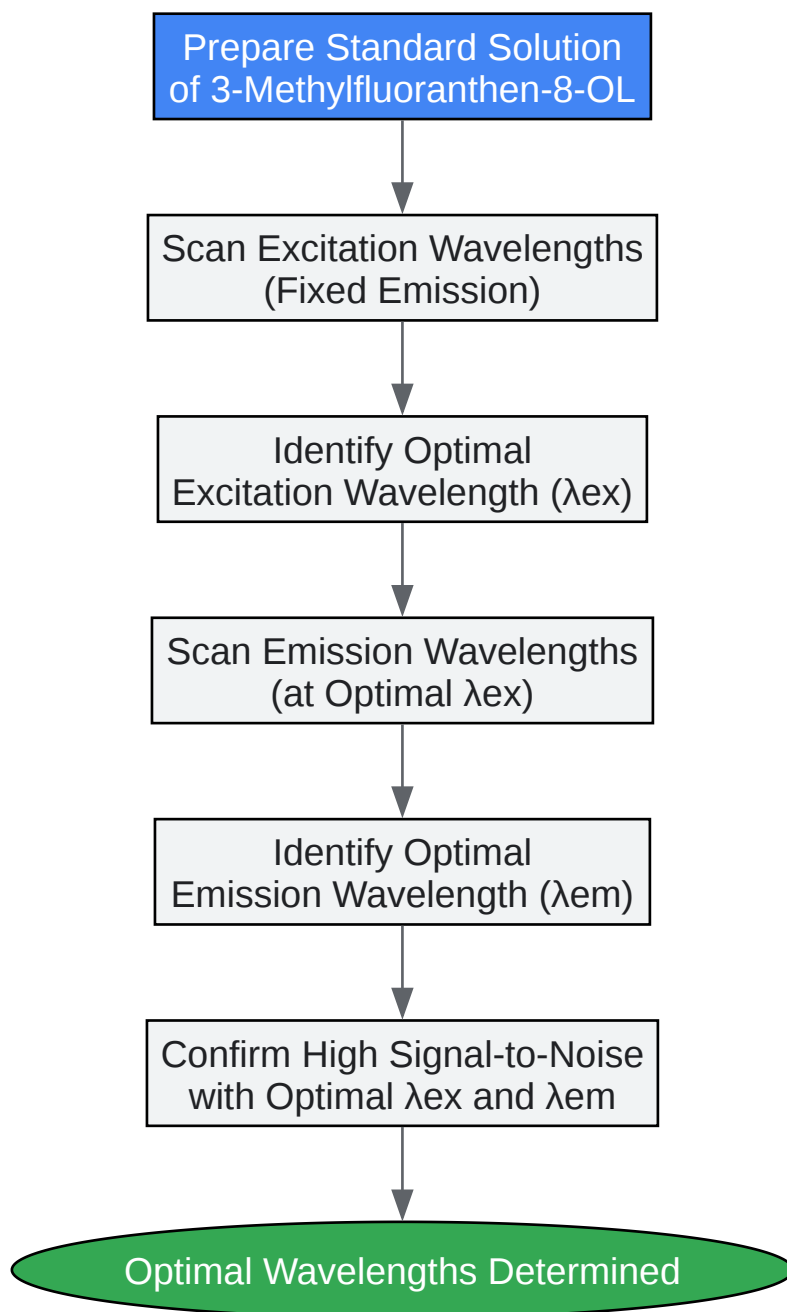 Prepare Standard Solution
of 3-Methylfluoranthen-8-OL
Scan Excitation Wavelengths
(Fixed Emission)
Identify Optimal
Excitation Wavelength (λex)
Scan Emission Wavelengths
(at Optimal λex)
Identify Optimal
Emission Wavelength (λem)
Confirm High Signal-to-Noise
with Optimal λex and λem
Optimal Wavelengths Determined